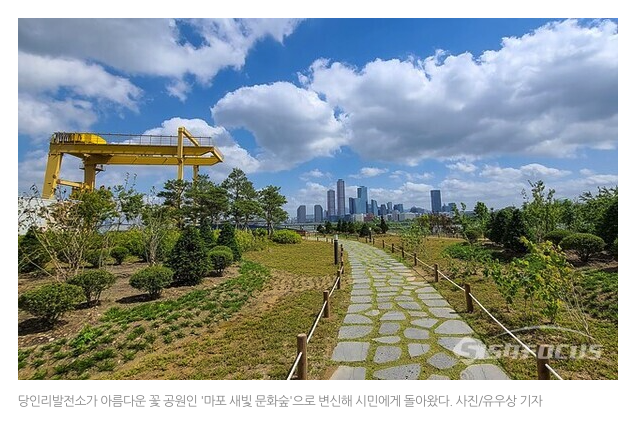 SISAFOCUS
당인리발전소가 아름다운 꽃 공원인 '마포 새빛 문화숲'으로 변신해 시민에게 돌아왔다. 사진/유우상 기자